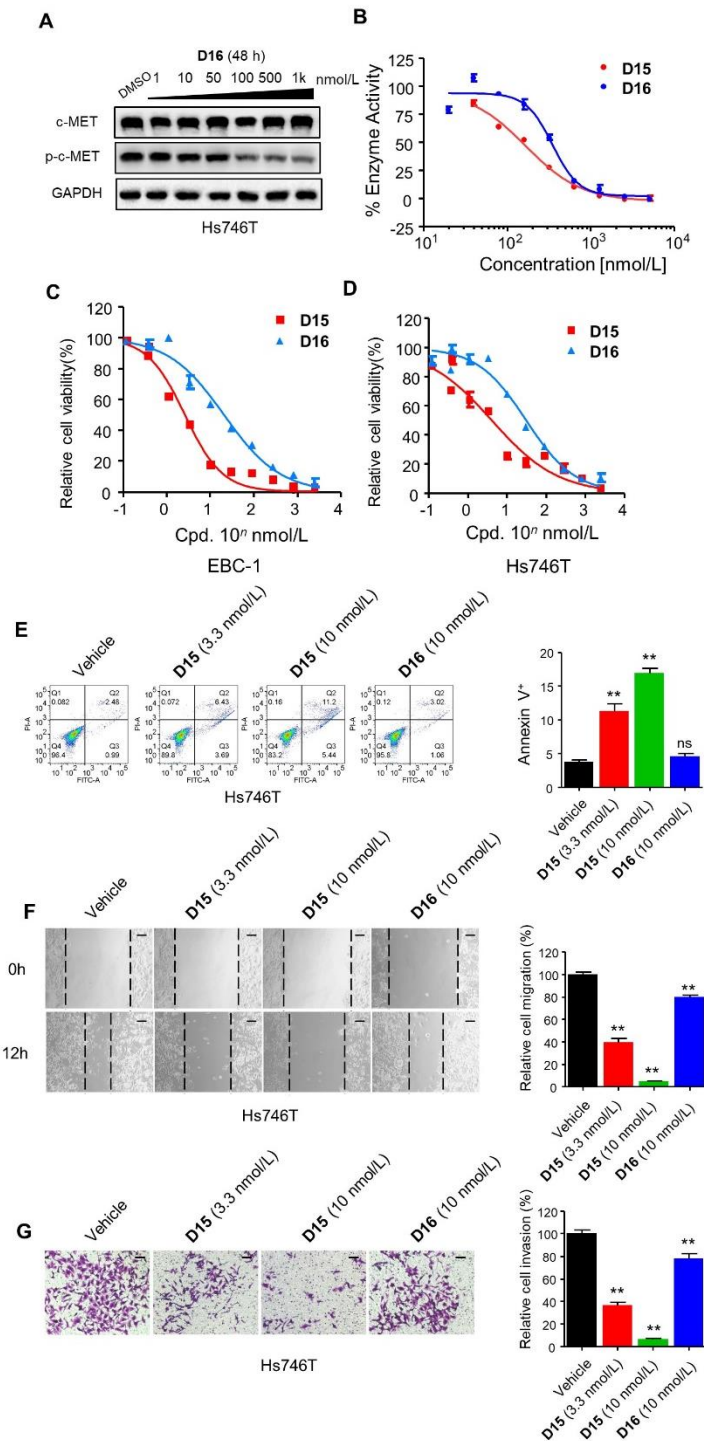 A
D16 (48 h)
DMSO 1 10 50 100 500 1k nmol/L
c-MET
p-c-MET
GAPDH
Hs746T
B
D15
D16
% Enzyme Activity
125
100
75
50
25
0
-25
10¹ 10² 10³ 10⁴
Concentration [nmol/L]
C
D15
D16
Relative cell viability(%)
120
100
80
60
40
20
0
-1 0 1 2 3 4
Cpd. 10ⁿ nmol/L
EBC-1
D
D15
D16
Relative cell viability(%)
120
100
80
60
40
20
0
-1 0 1 2 3 4
Cpd. 10ⁿ nmol/L
Hs746T
E
Vehicle
D15 (3.3 nmol/L)
D15 (10 nmol/L)
D16 (10 nmol/L)
PI-A
Q1 0.082
Q2 2.48
Q4 96.4
Q3 0.99
FITC-A
PI-A
Q1 0.072
Q2 6.43
Q4 89.8
Q3 3.69
FITC-A
PI-A
Q1 0.16
Q2 11.2
Q4 83.2
Q3 5.44
FITC-A
PI-A
Q1 0.12
Q2 3.02
Q4 95.8
Q3 1.06
FITC-A
Hs746T
Annexin V⁺
20
15
10
5
0
** ** ns
Vehicle
D15 (3.3 nmol/L)
D15 (10 nmol/L)
D16 (10 nmol/L)
F
Vehicle
D15 (3.3 nmol/L)
D15 (10 nmol/L)
D16 (10 nmol/L)
0h
12h
Hs746T
Relative cell migration (%)
120
100
80
60
40
20
0
** ** **
Vehicle
D15 (3.3 nmol/L)
D15 (10 nmol/L)
D16 (10 nmol/L)
G
Vehicle
D15 (3.3 nmol/L)
D15 (10 nmol/L)
D16 (10 nmol/L)
Hs746T
Relative cell invasion (%)
120
100
80
60
40
20
0
** ** **
Vehicle
D15 (3.3 nmol/L)
D15 (10 nmol/L)
D16 (10 nmol/L)